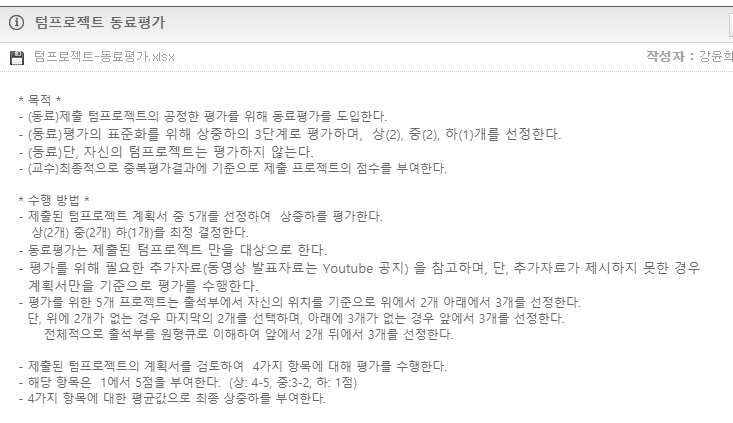 텀프로젝트 동료평가
텀프로젝트-동료평가.xlsx 작성자 : 강윤희
* 목적 *
- (동료)제출 텀프로젝트의 공정한 평가를 위해 동료평가를 도입한다.
- (동료)평가의 표준화를 위해 상중하의 3단계로 평가하며, 상(2), 중(2), 하(1)개를 선정한다.
- (동료)단, 자신의 텀프로젝트는 평가하지 않는다.
- (교수)최종적으로 중복평가결과에 기준으로 제출 프로젝트의 점수를 부여한다.
* 수행 방법 *
- 제출된 텀프로젝트 계획서 중 5개를 선정하여 상중하를 평가한다.
상(2개) 중(2개) 하(1개)를 최정 결정한다.
- 동료평가는 제출된 텀프로젝트 만을 대상으로 한다.
- 평가를 위해 필요한 추가자료(동영상 발표자료는 Youtube 공지) 을 참고하며, 단, 추가자료가 제시하지 못한 경우
계획서만을 기준으로 평가를 수행한다.
- 평가를 위한 5개 프로젝트는 출석부에서 자신의 위치를 기준으로 위에서 2개 아래에서 3개를 선정한다.
단, 위에 2개가 없는 경우 마지막의 2개를 선택하며, 아래에 3개가 없는 경우 앞에서 3개를 선정한다.
전체적으로 출석부를 원형큐로 이해하여 앞에서 2개 뒤에서 3개를 선정한다.
- 제출된 텀프로젝트의 계획서를 검토하여 4가지 항목에 대해 평가를 수행한다.
- 해당 항목은 1에서 5점을 부여한다. (상: 4-5, 중:3-2, 하: 1점)
- 4가지 항목에 대한 평균값으로 최종 상중하를 부여한다.